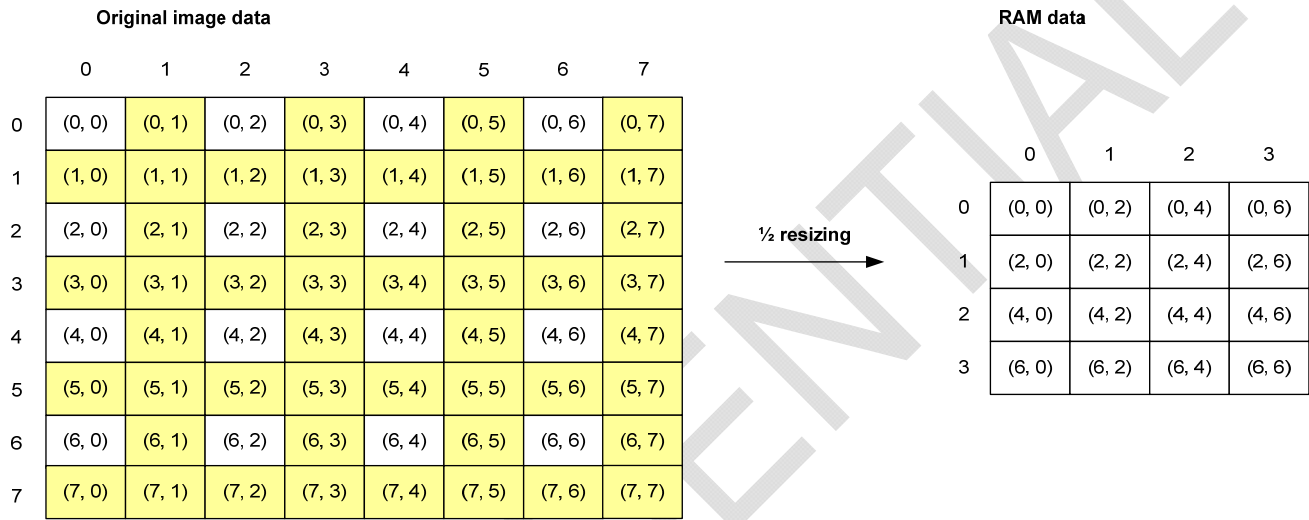 Original image data
RAM data
0 1 2 3 4 5 6 7
0 (0, 0) (0, 1) (0, 2) (0, 3) (0, 4) (0, 5) (0, 6) (0, 7)
1 (1, 0) (1, 1) (1, 2) (1, 3) (1, 4) (1, 5) (1, 6) (1, 7)
2 (2, 0) (2, 1) (2, 2) (2, 3) (2, 4) (2, 5) (2, 6) (2, 7)
3 (3, 0) (3, 1) (3, 2) (3, 3) (3, 4) (3, 5) (3, 6) (3, 7)
4 (4, 0) (4, 1) (4, 2) (4, 3) (4, 4) (4, 5) (4, 6) (4, 7)
5 (5, 0) (5, 1) (5, 2) (5, 3) (5, 4) (5, 5) (5, 6) (5, 7)
6 (6, 0) (6, 1) (6, 2) (6, 3) (6, 4) (6, 5) (6, 6) (6, 7)
7 (7, 0) (7, 1) (7, 2) (7, 3) (7, 4) (7, 5) (7, 6) (7, 7)
½ resizing
0 1 2 3
0 (0, 0) (0, 2) (0, 4) (0, 6)
1 (2, 0) (2, 2) (2, 4) (2, 6)
2 (4, 0) (4, 2) (4, 4) (4, 6)
3 (6, 0) (6, 2) (6, 4) (6, 6)
ENTIAL